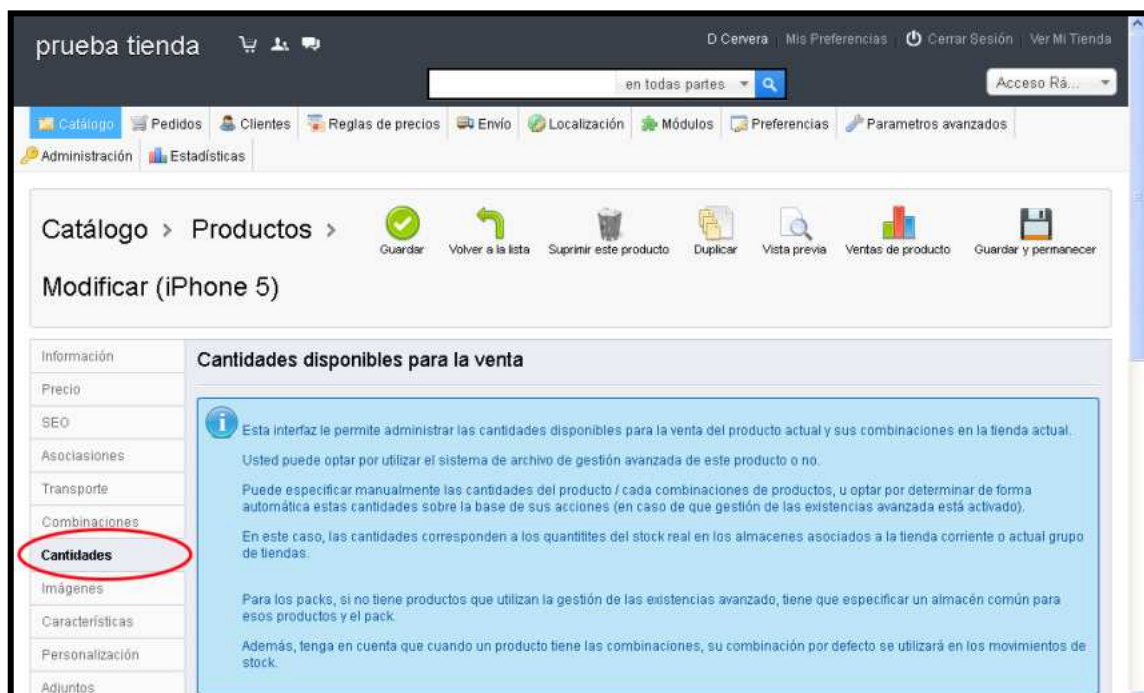 prueba tienda
D Cervera Mis Preferencias Cerrar Sesión Ver Mi Tienda
en todas partes
Acceso Rá...
Catálogo Pedidos Clientes Reglas de precios Envío Localización Módulos Preferencias Parametros avanzados
Administración Estadísticas
Catálogo > Productos >
Modificar (iPhone 5)
Guardar Volver a la lista Suprimir este producto Duplicar Vista previa Ventas de producto Guardar y permanecer
Información
Precio
SEO
Asociasiones
Transporte
Combinaciones
Cantidades
Imágenes
Características
Personalización
Adjuntos
Cantidades disponibles para la venta
Esta interfaz le permite administrar las cantidades disponibles para la venta del producto actual y sus combinaciones en la tienda actual.
Usted puede optar por utilizar el sistema de archivo de gestión avanzada de este producto o no.
Puede especificar manualmente las cantidades del producto / cada combinaciones de productos, u optar por determinar de forma
automática estas cantidades sobre la base de sus acciones (en caso de que gestión de las existencias avanzada está activado).
En este caso, las cantidades corresponden a los quantitites del stock real en los almacenes asociados a la tienda corriente o actual grupo
de tiendas.
Para los packs, si no tiene productos que utilizan la gestión de las existencias avanzado, tiene que especificar un almacén común para
esos productos y el pack.
Además, tenga en cuenta que cuando un producto tiene las combinaciones, su combinación por defecto se utilizará en los movimientos de
stock.